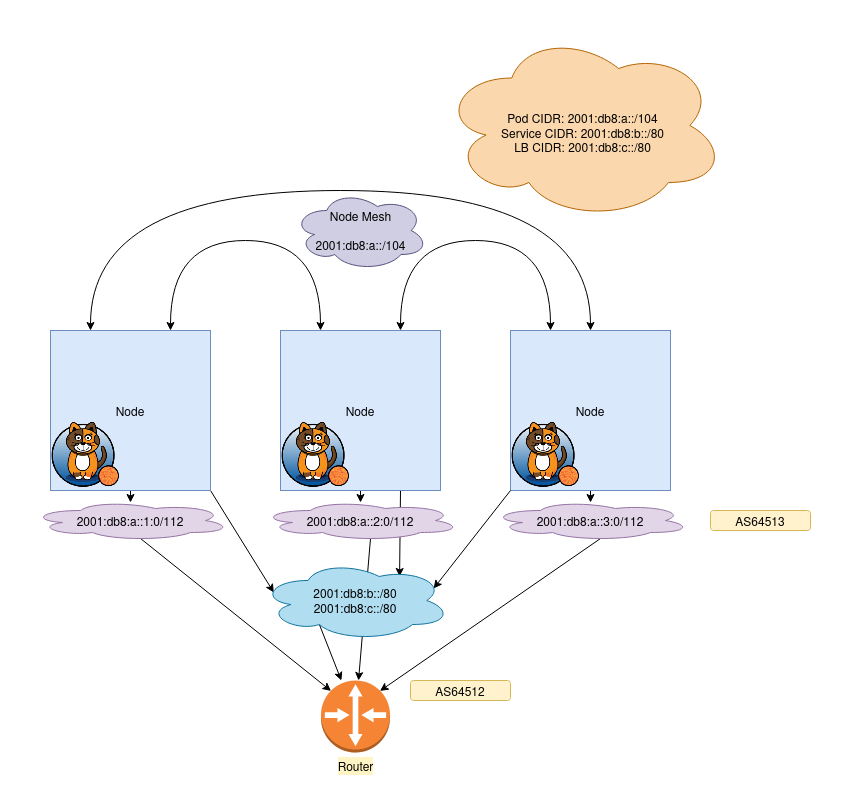 Pod CIDR: 2001:db8:a::/104
Service CIDR: 2001:db8:b::/80
LB CIDR: 2001:db8:c::/80
Node Mesh
2001:db8:a::/104
Node
Node
Node
2001:db8:a::1:0/112
2001:db8:a::2:0/112
2001:db8:a::3:0/112
AS64513
2001:db8:b::/80
2001:db8:c::/80
AS64512
Router